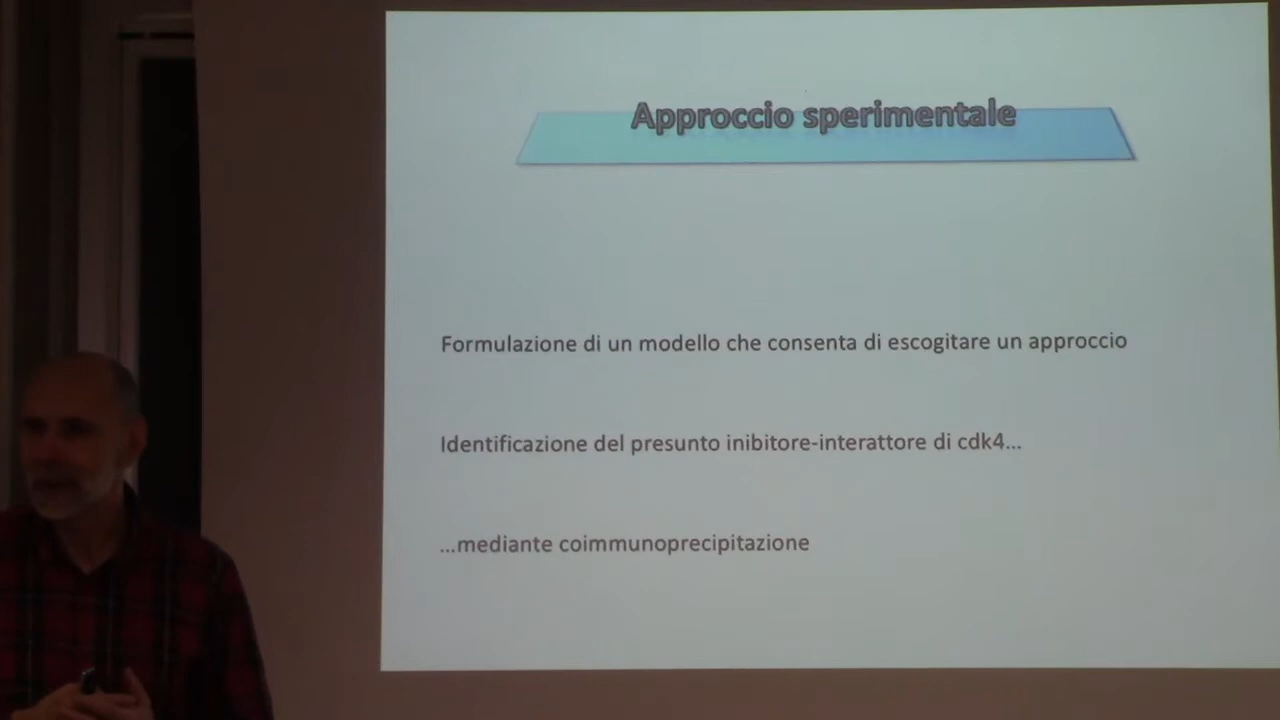 Approccio sperimentale
Formulazione di un modello che consenta di escogitare un approccio
Identificazione del presunto inibitore-interattore di cdk4...
...mediante coimmunoprecipitazione